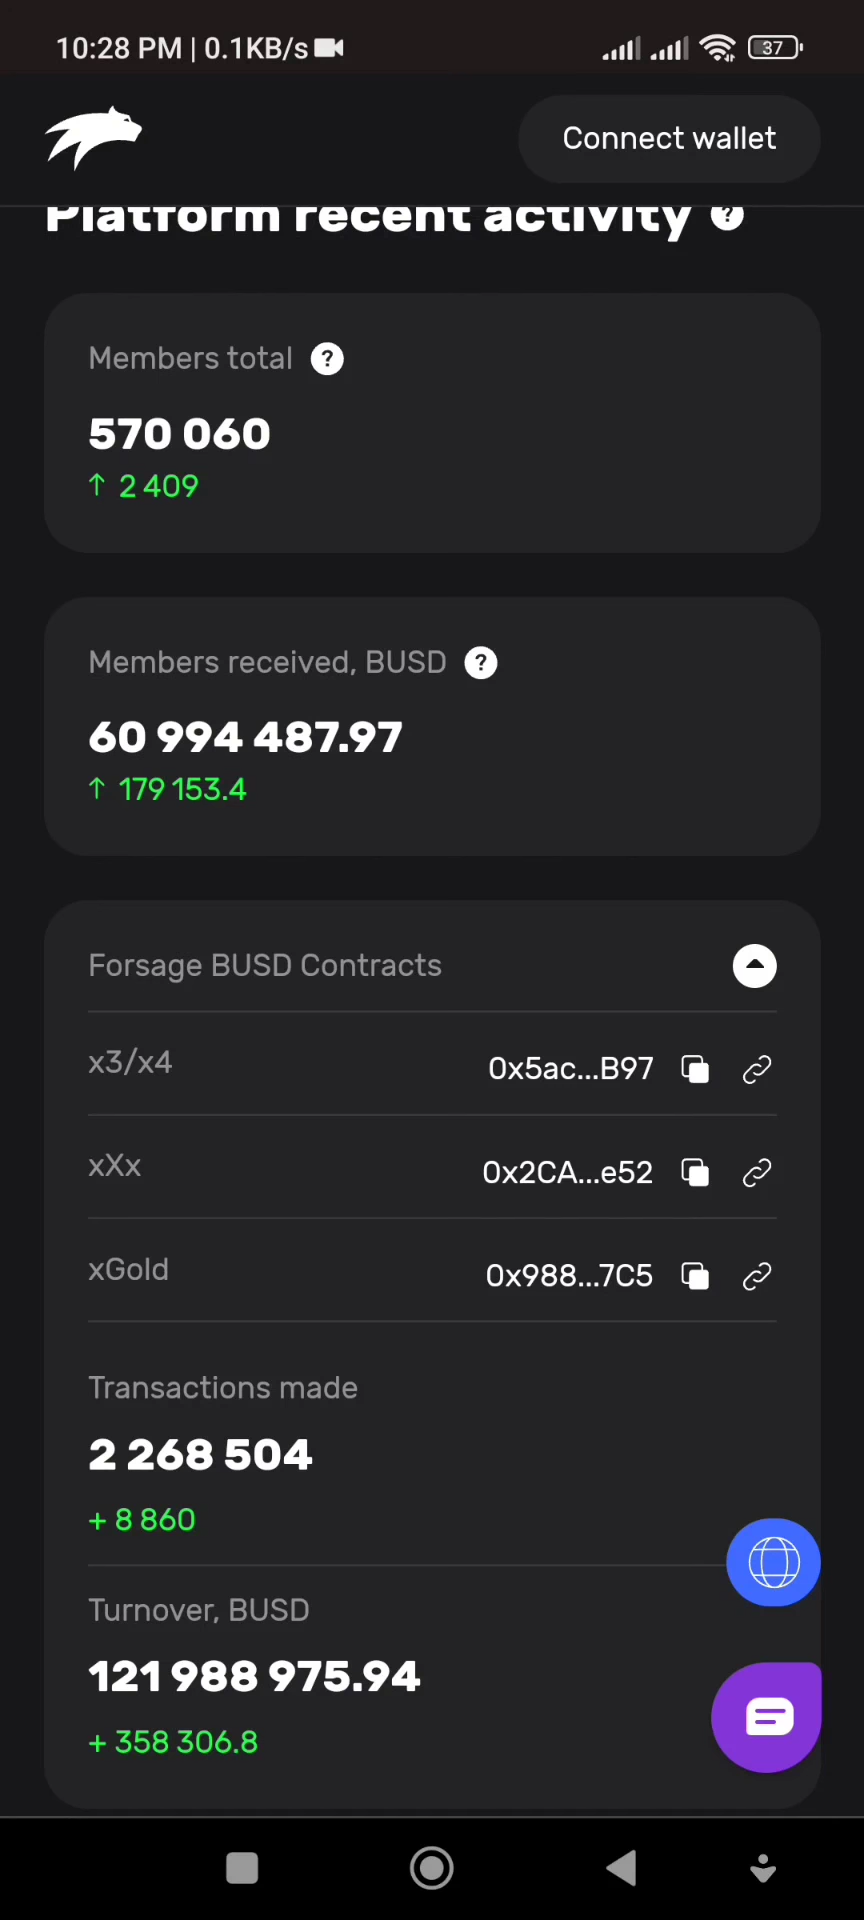 10:28 PM | 0.1KB/s
37
Connect wallet
Platform recent activity ?
Members total ?
570 060
↑ 2 409
Members received, BUSD ?
60 994 487.97
↑ 179 153.4
Forsage BUSD Contracts
x3/x4 0x5ac...B97
xXx 0x2CA...e52
xGold 0x988...7C5
Transactions made
2 268 504
+ 8 860
Turnover, BUSD
121 988 975.94
+ 358 306.8